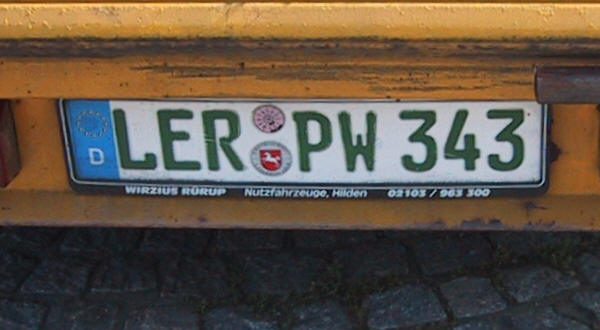 D LER PW 343
WIRZIUS RÜRUP Nutzfahrzeuge, Hilden 02103 / 963 300